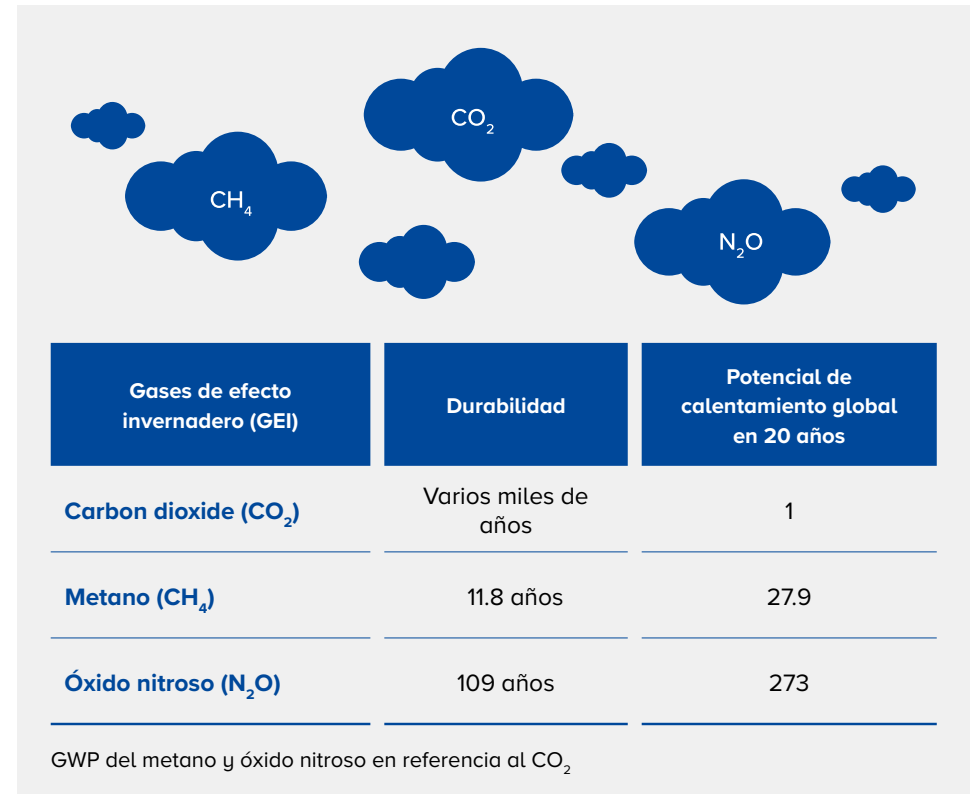 CO₂
CH₄
N₂O
Gases de efecto
invernadero (GEI)
Durabilidad
Potencial de
calentamiento global
en 20 años
Carbon dioxide (CO₂)
Varios miles de
años
1
Metano (CH₄)
11.8 años
27.9
Óxido nitroso (N₂O)
109 años
273
GWP del metano y óxido nitroso en referencia al CO₂